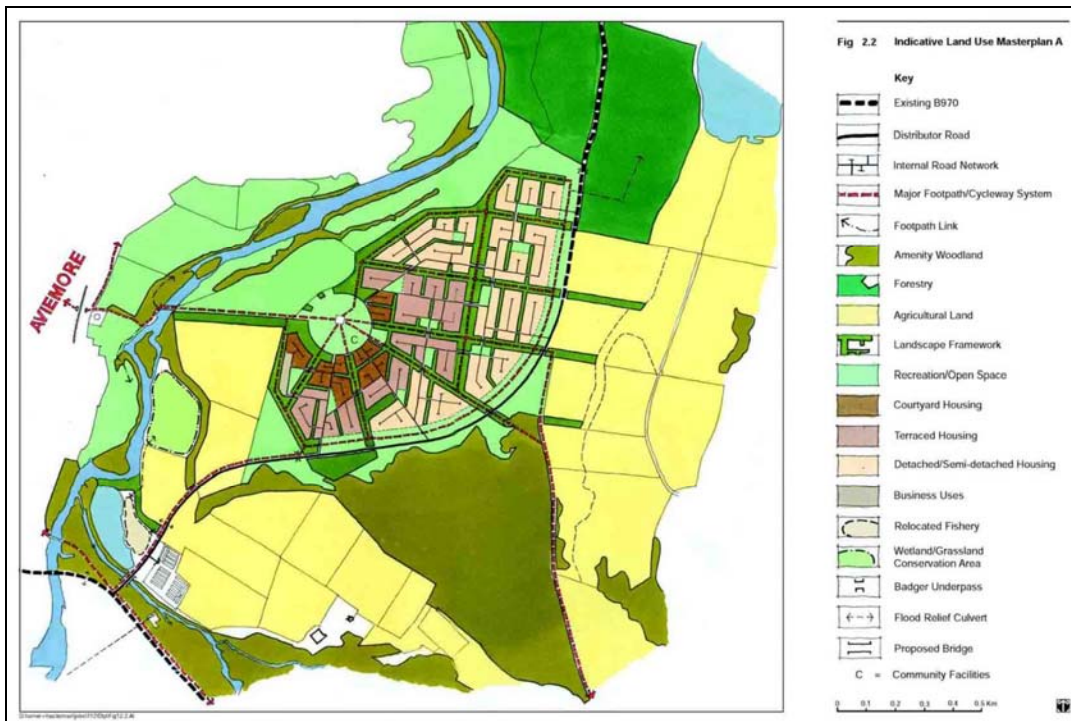 Fig 2.2 Indicative Land Use Masterplan A
Key
Existing B970
Distributor Road
Internal Road Network
Major Footpath/Cycleway System
Footpath Link
Amenity Woodland
Forestry
Agricultural Land
Landscape Framework
Recreation/Open Space
Courtyard Housing
Terraced Housing
Detached/Semi-detached Housing
Business Uses
Relocated Fishery
Wetland/Grassland
Conservation Area
Badger Underpass
Flood Relief Culvert
Proposed Bridge
C = Community Facilities
0 0.1 0.2 0.3 0.4 0.5 Km
AVIEMORE
C